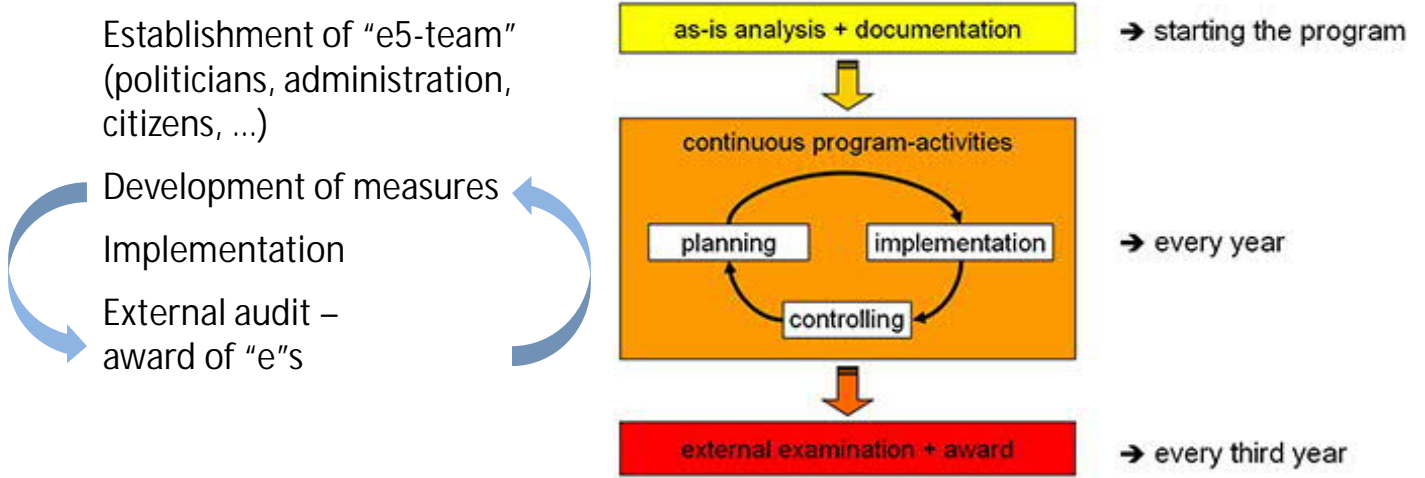 Establishment of “e5-team”
(politicians, administration,
citizens, ...)
Development of measures
Implementation
External audit –
award of “e”s
as-is analysis + documentation
➔ starting the program
continuous program-activities
planning
implementation
controlling
➔ every year
external examination + award
➔ every third year